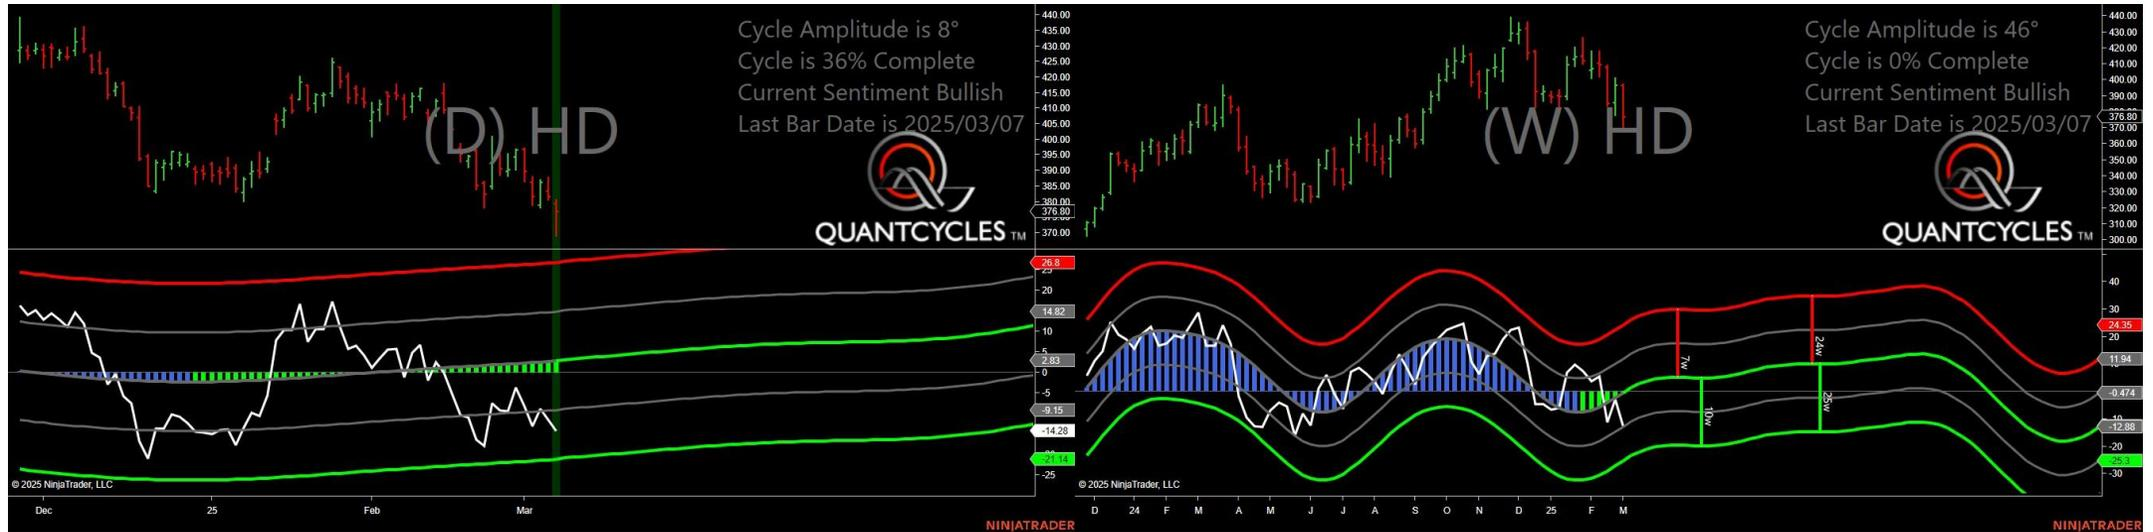 Cycle Amplitude is 8°
Cycle is 36% Complete
Current Sentiment Bullish
Last Bar Date is 2025/03/07
(D) HD
QUANTCYCLES TM
440.00
435.00
430.00
425.00
420.00
415.00
410.00
405.00
400.00
395.00
390.00
385.00
380.00
376.80
370.00
26.8
25
20
14.82
10
5
2.83
0
-5
-9.15
-14.28
-21.14
-25
© 2025 NinjaTrader, LLC
Dec
25
Feb
Mar
NINJATRADER
Cycle Amplitude is 46°
Cycle is 0% Complete
Current Sentiment Bullish
Last Bar Date is 2025/03/07
(W) HD
QUANTCYCLES TM
440.00
430.00
420.00
410.00
400.00
390.00
376.80
370.00
360.00
350.00
340.00
330.00
320.00
310.00
300.00
40
30
24.35
20
11.94
-0.474
-12.88
-20
-25.3
-30
7w
10w
24w
25w
© 2025 NinjaTrader, LLC
D
24
F
M
A
M
J
J
A
S
O
N
D
25
F
M
NINJATRADER